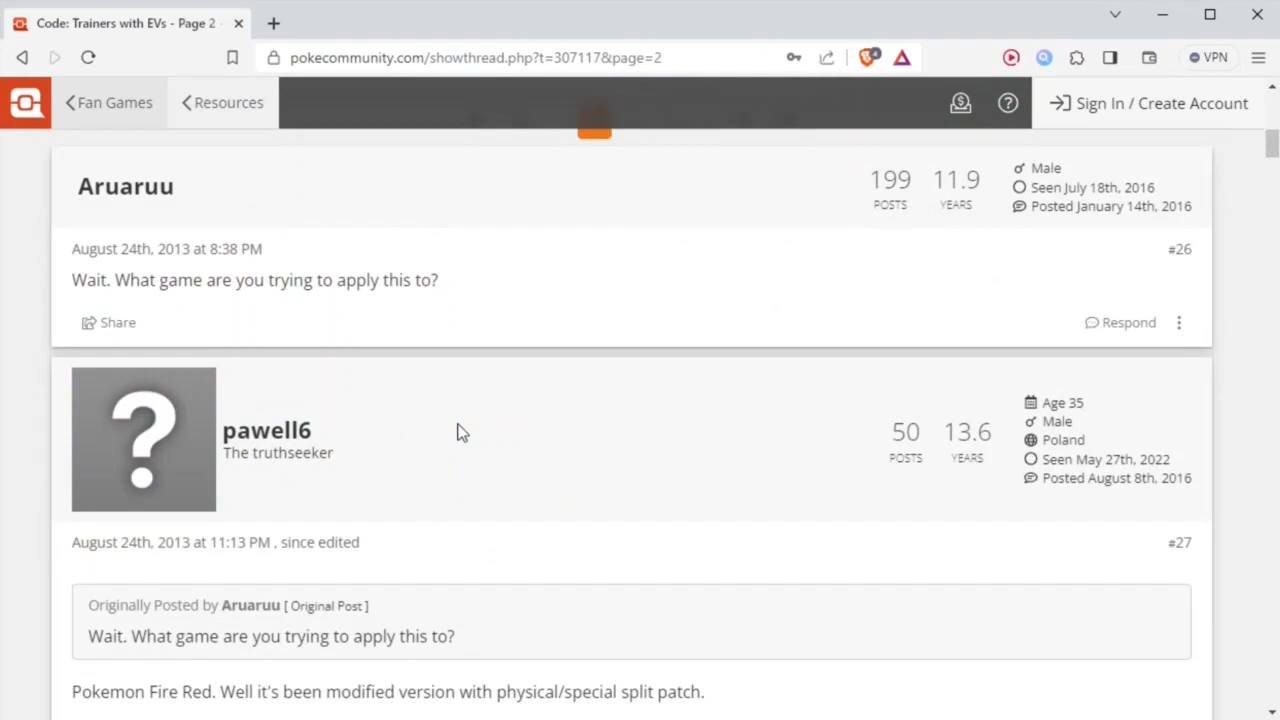 Code: Trainers with EVs - Page 2
pokecommunity.com/showthread.php?t=307117&page=2
4
VPN
Fan Games
Resources
Sign In / Create Account
Aruaruu
199
POSTS
11.9
YEARS
Male
Seen July 18th, 2016
Posted January 14th, 2016
August 24th, 2013 at 8:38 PM
#26
Wait. What game are you trying to apply this to?
Share
Respond
?
pawell6
The truthseeker
50
POSTS
13.6
YEARS
Age 35
Male
Poland
Seen May 27th, 2022
Posted August 8th, 2016
August 24th, 2013 at 11:13 PM , since edited
#27
Originally Posted by Aruaruu [ Original Post ]
Wait. What game are you trying to apply this to?
Pokemon Fire Red. Well it's been modified version with physical/special split patch.